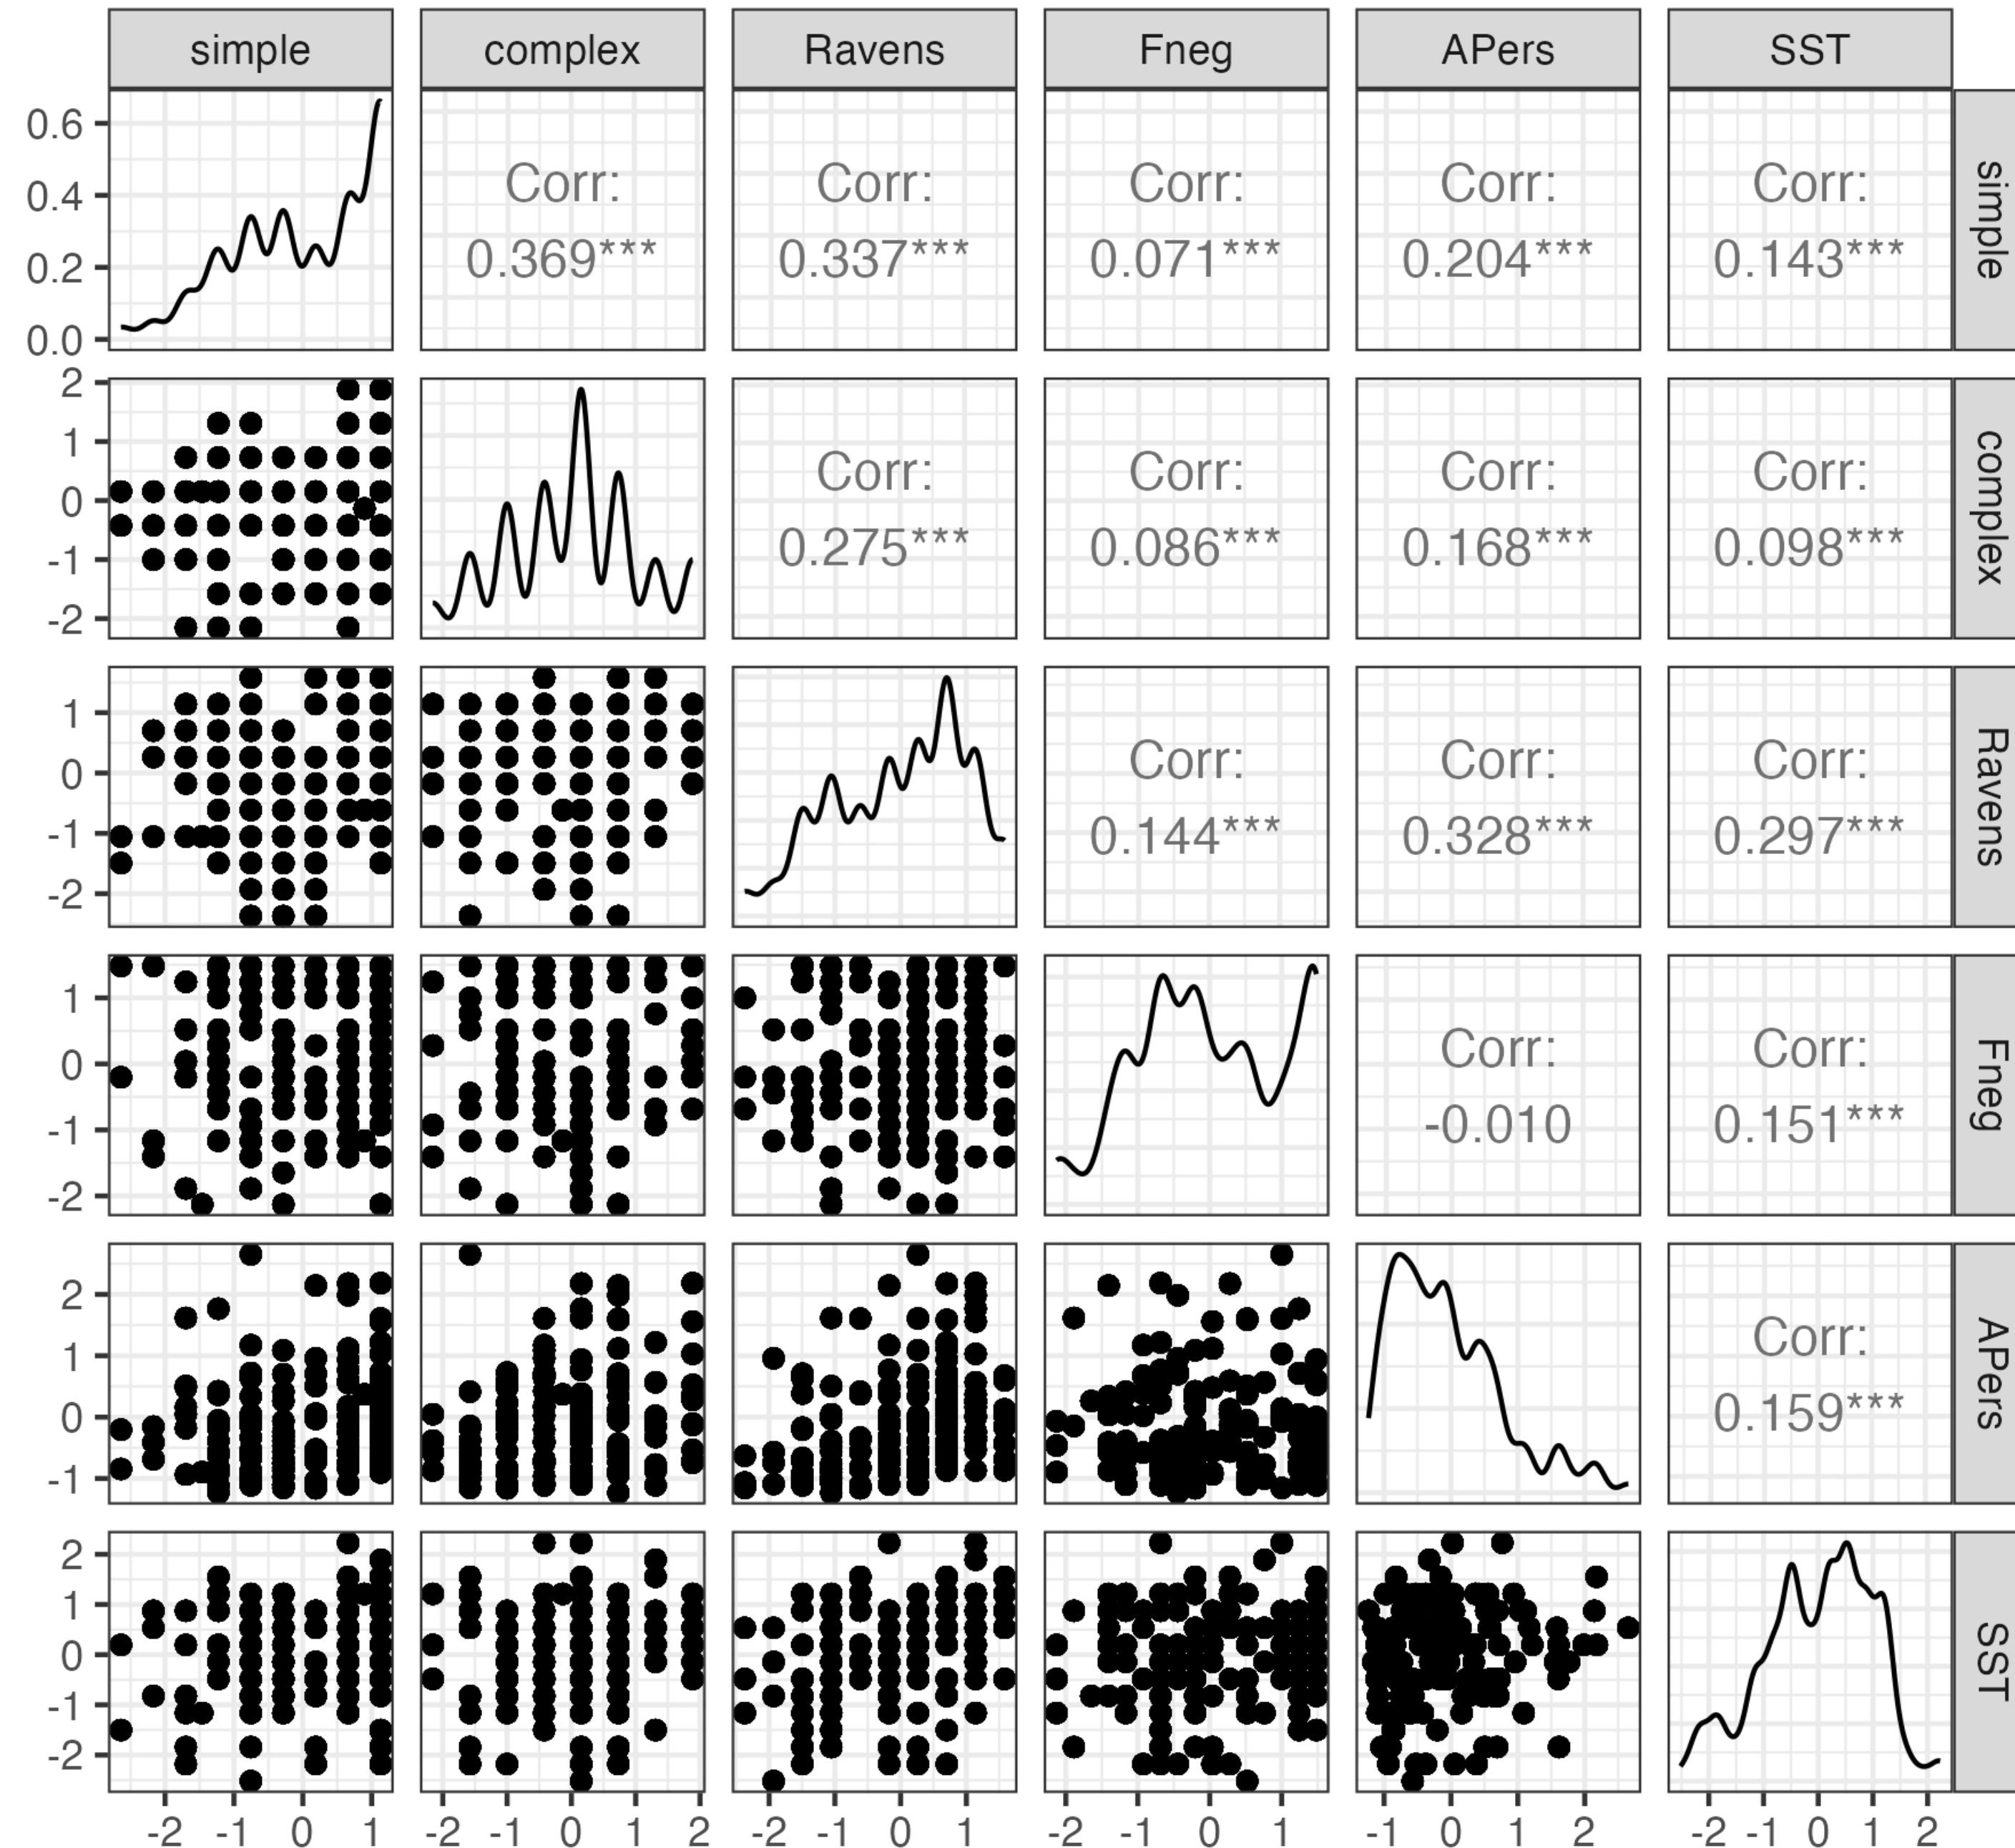 simple complex Ravens Fneg APers SST
0.6
0.4
0.2
0.0
Corr:
0.369***
Corr:
0.337***
Corr:
0.071***
Corr:
0.204***
Corr:
0.143***
simple
2
1
0
-1
-2
Corr:
0.275***
Corr:
0.086***
Corr:
0.168***
Corr:
0.098***
complex
1
0
-1
-2
Corr:
0.144***
Corr:
0.328***
Corr:
0.297***
Ravens
1
0
-1
-2
Corr:
-0.010
Corr:
0.151***
Fneg
2
1
0
-1
Corr:
0.159***
APers
2
1
0
-1
-2
SST
-2 -1 0 1
-2 -1 0 1 2
-2 -1 0 1
-2 -1 0 1
-1 0 1 2
-2 -1 0 1 2